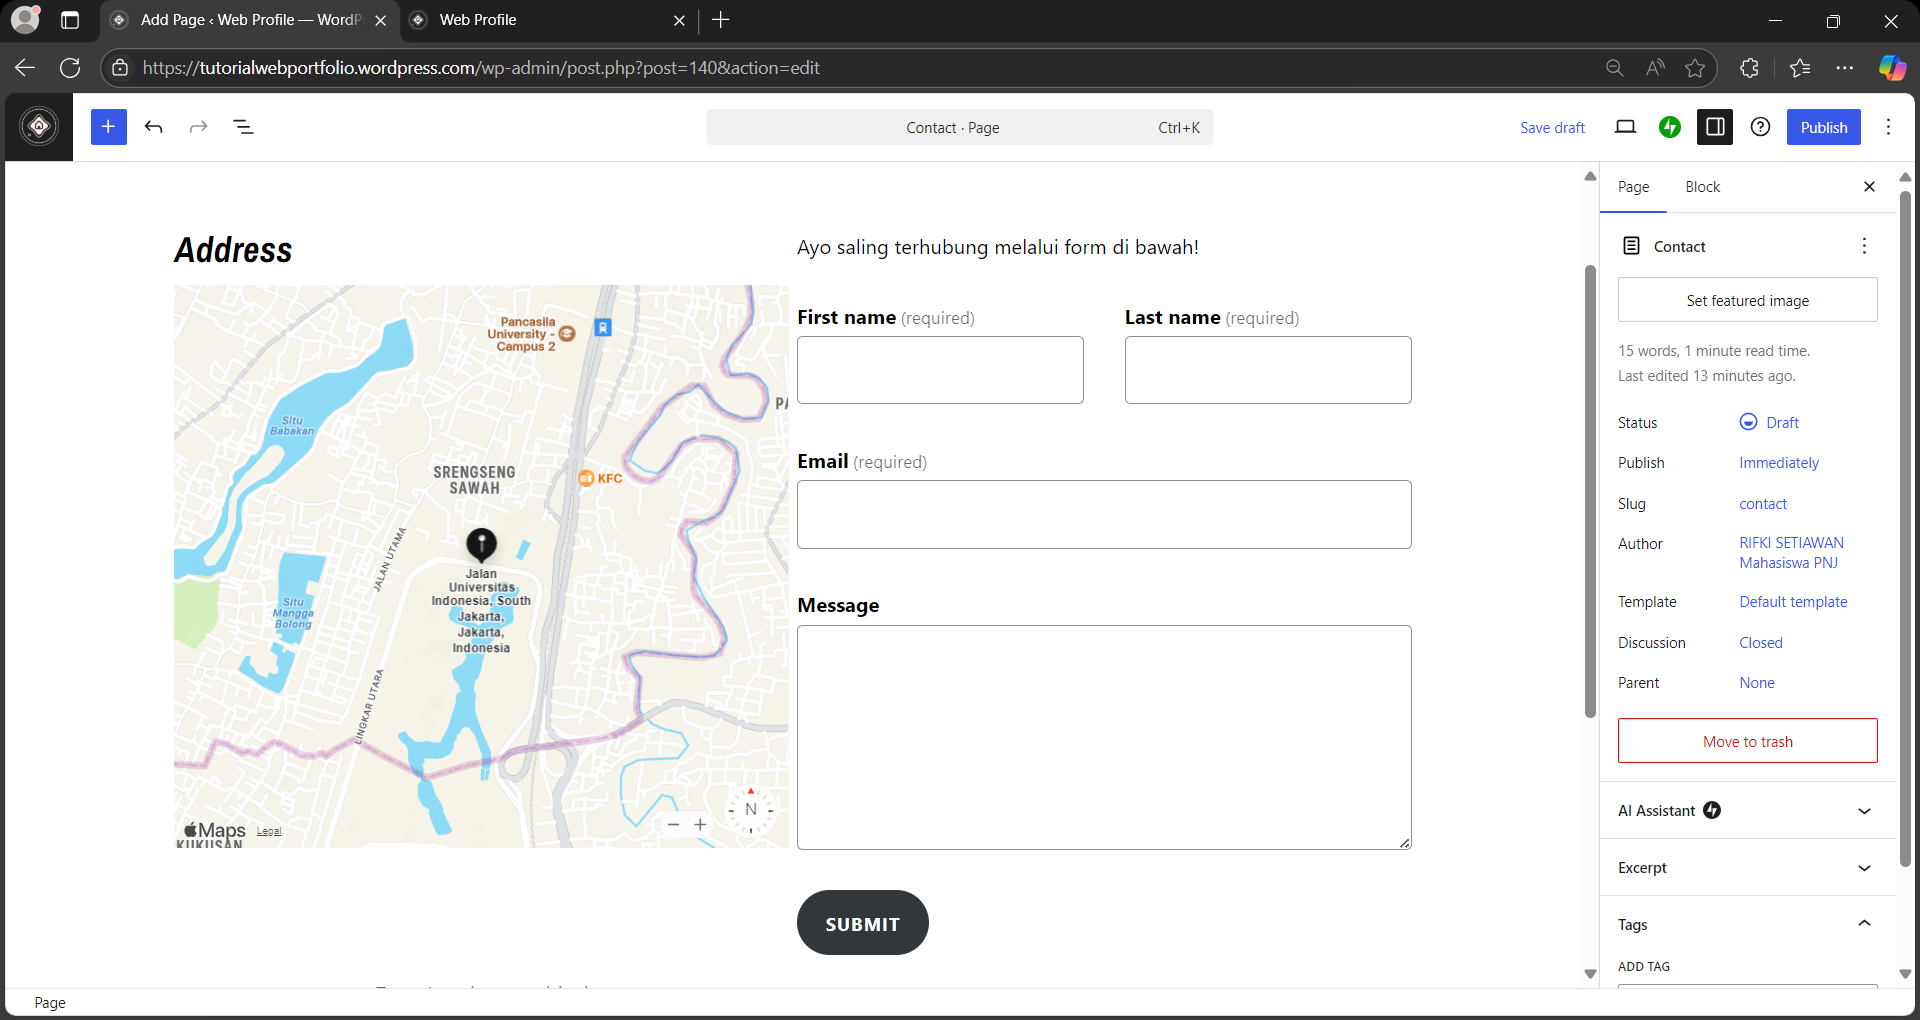 Add Page ‹ Web Profile — WordP
Web Profile
https://tutorialwebportfolio.wordpress.com/wp-admin/post.php?post=140&action=edit
Contact · Page
Ctrl+K
Save draft
Publish
Address
Pancasila
University -
Campus 2
Situ
Babakan
SRENGSENG
SAWAH
KFC
JALAN UTAMA
Jalan
Universitas
Indonesia, South
Jakarta,
Jakarta,
Indonesia
Situ
Mangga
Bolong
LINGKAR UTARA
N
Maps
Legal
KUKUSAN
Ayo saling terhubung melalui form di bawah!
First name (required)
Last name (required)
Email (required)
Message
SUBMIT
Page
Block
Contact
Set featured image
15 words, 1 minute read time.
Last edited 13 minutes ago.
Status
Draft
Publish
Immediately
Slug
contact
Author
RIFKI SETIAWAN
Mahasiswa PNJ
Template
Default template
Discussion
Closed
Parent
None
Move to trash
AI Assistant
Excerpt
Tags
ADD TAG
Page